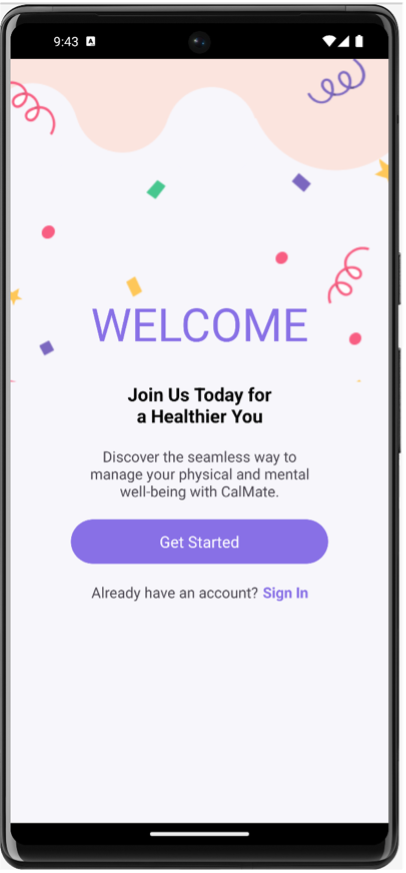 9:43
WELCOME
Join Us Today for
a Healthier You
Discover the seamless way to
manage your physical and mental
well-being with CalMate.
Get Started
Already have an account? Sign In